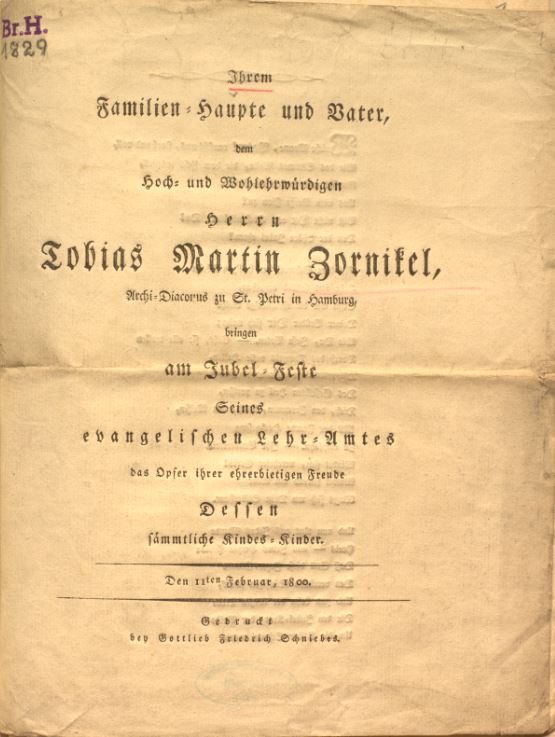 Br.H.
1829
Ihrem
Familien-Haupte und Vater,
dem
Hoch- und Wohlehrwürdigen
Herrn
Tobias Martin Zornikel,
Archi-Diaconus zu St. Petri in Hamburg,
bringen
am Jubel-Feste
Seines
evangelischen Lehr-Amtes
das Opfer ihrer ehrerbietigen Freude
Dessen
sämmtliche Kindes-Kinder.
Den 11ten Februar, 1800.
Gedruckt
bey Gottlieb Friedrich Schniebes.